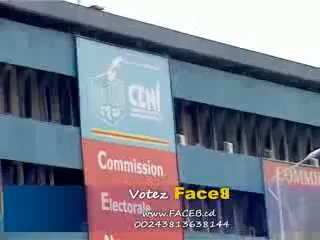 CENI
Commission
Electorale
COMMI
Votez FaceB
www.FACEB.cd
00243813638144